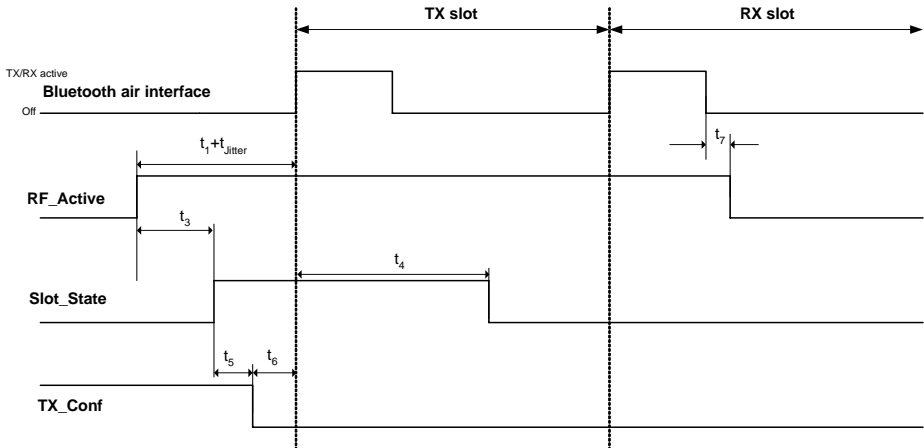 TX slot
RX slot
TX/RX active
Bluetooth air interface
Off
t1+tJitter
t7
RF_Active
t3
t4
Slot_State
t5
t6
TX_Conf